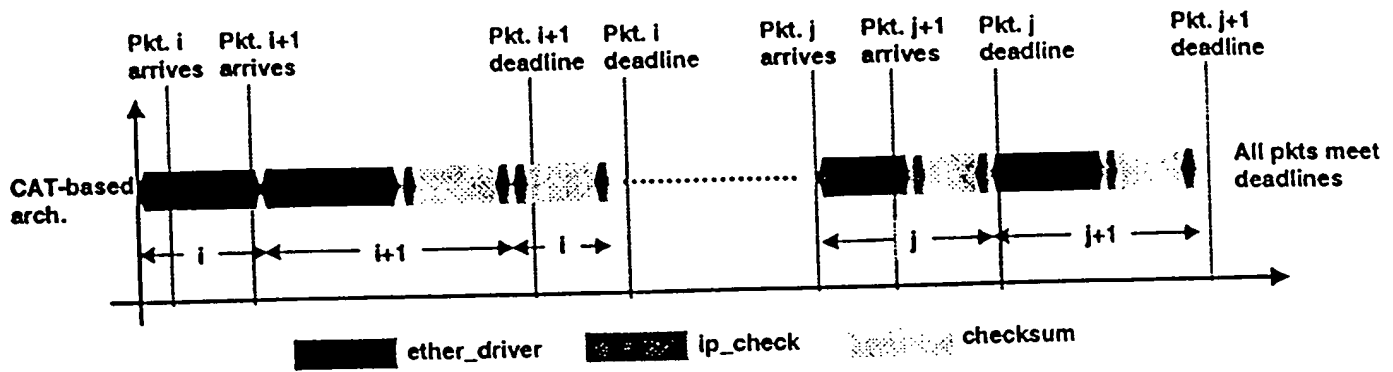 Pkt. i
arrives
Pkt. i+1
arrives
Pkt. i+1
deadline
Pkt. i
deadline
Pkt. j
arrives
Pkt. j+1
arrives
Pkt. j
deadline
Pkt. j+1
deadline
CAT-based
arch.
All pkts meet
deadlines
i
i+1
i
j
j+1
ether_driver
ip_check
checksum